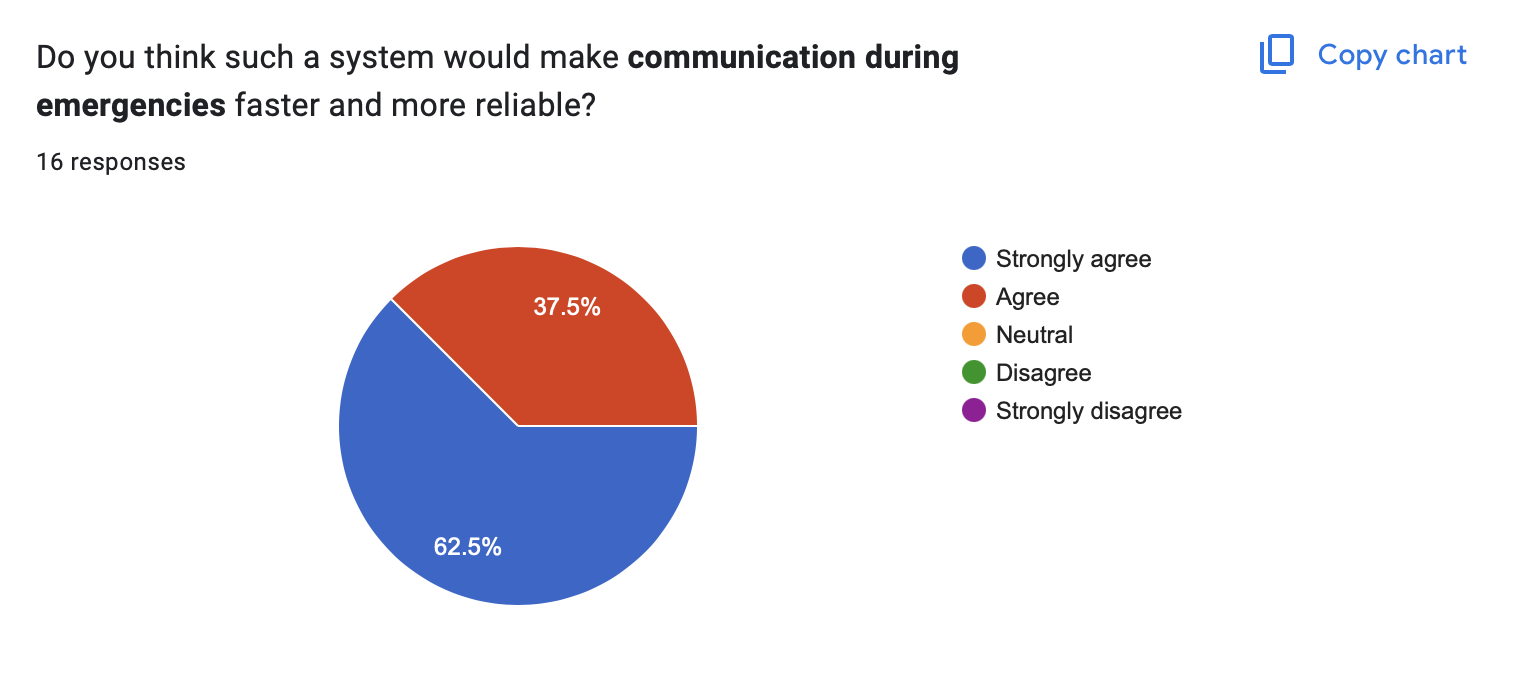 Do you think such a system would make communication during
emergencies faster and more reliable?
Copy chart
16 responses
37.5%
62.5%
Strongly agree
Agree
Neutral
Disagree
Strongly disagree